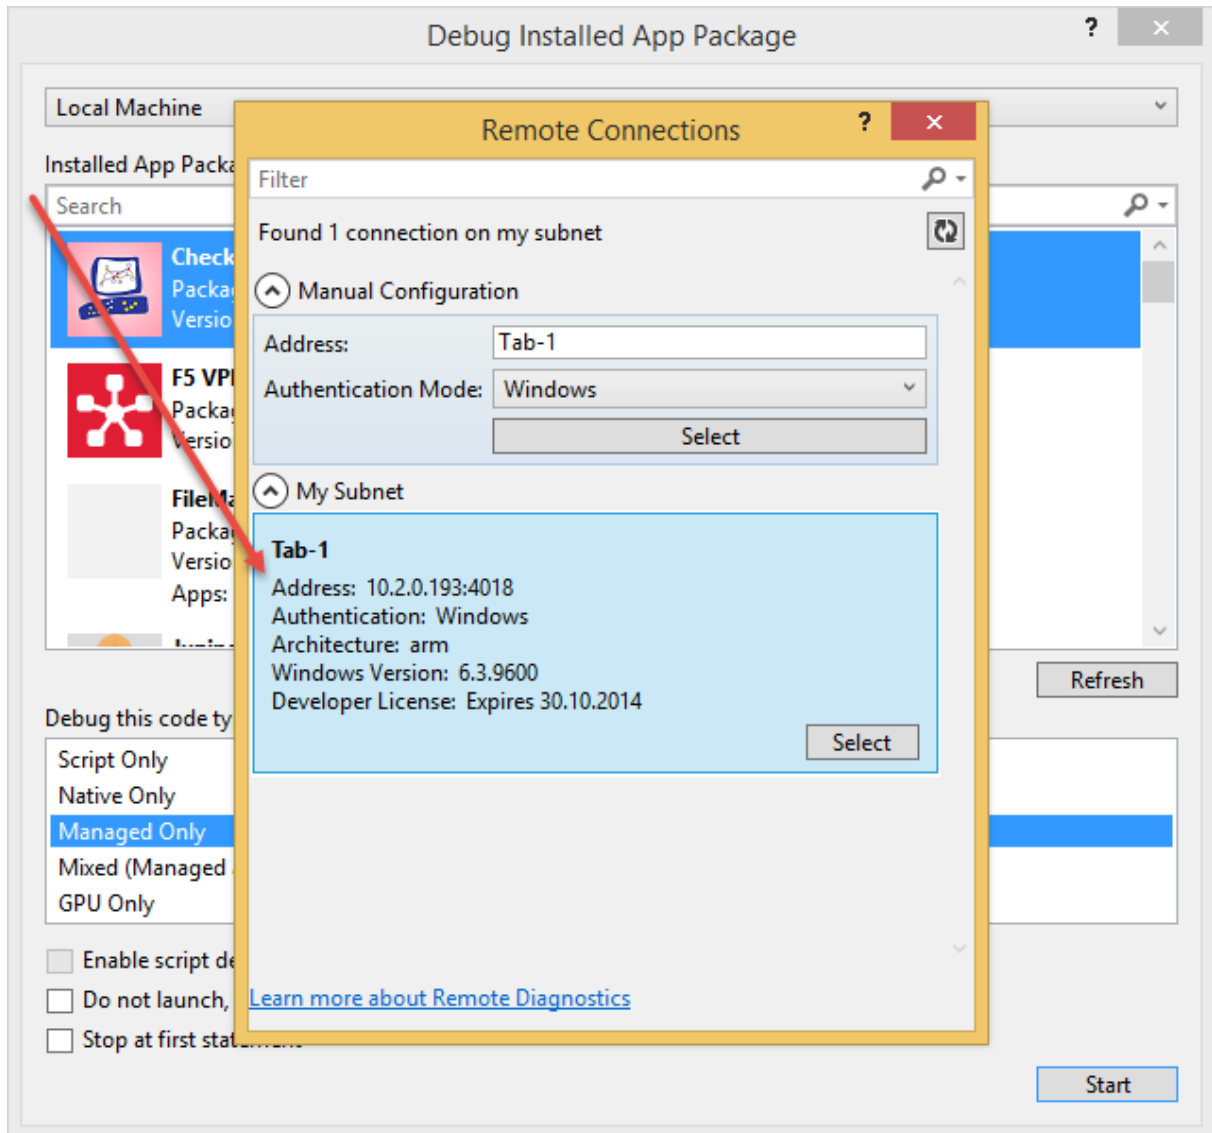 Debug Installed App Package
?
Local Machine
Installed App Packa
Search
Check
Packa
Versio
F5 VP
Packa
Versio
FileMa
Packa
Versio
Apps:
Refresh
Debug this code ty
Script Only
Native Only
Managed Only
Mixed (Managed
GPU Only
Enable script de
Do not launch,
Stop at first statement
Start
Remote Connections
?
Filter
Found 1 connection on my subnet
Manual Configuration
Address: Tab-1
Authentication Mode: Windows
Select
My Subnet
Tab-1
Address: 10.2.0.193:4018
Authentication: Windows
Architecture: arm
Windows Version: 6.3.9600
Developer License: Expires 30.10.2014
Select
Learn more about Remote Diagnostics